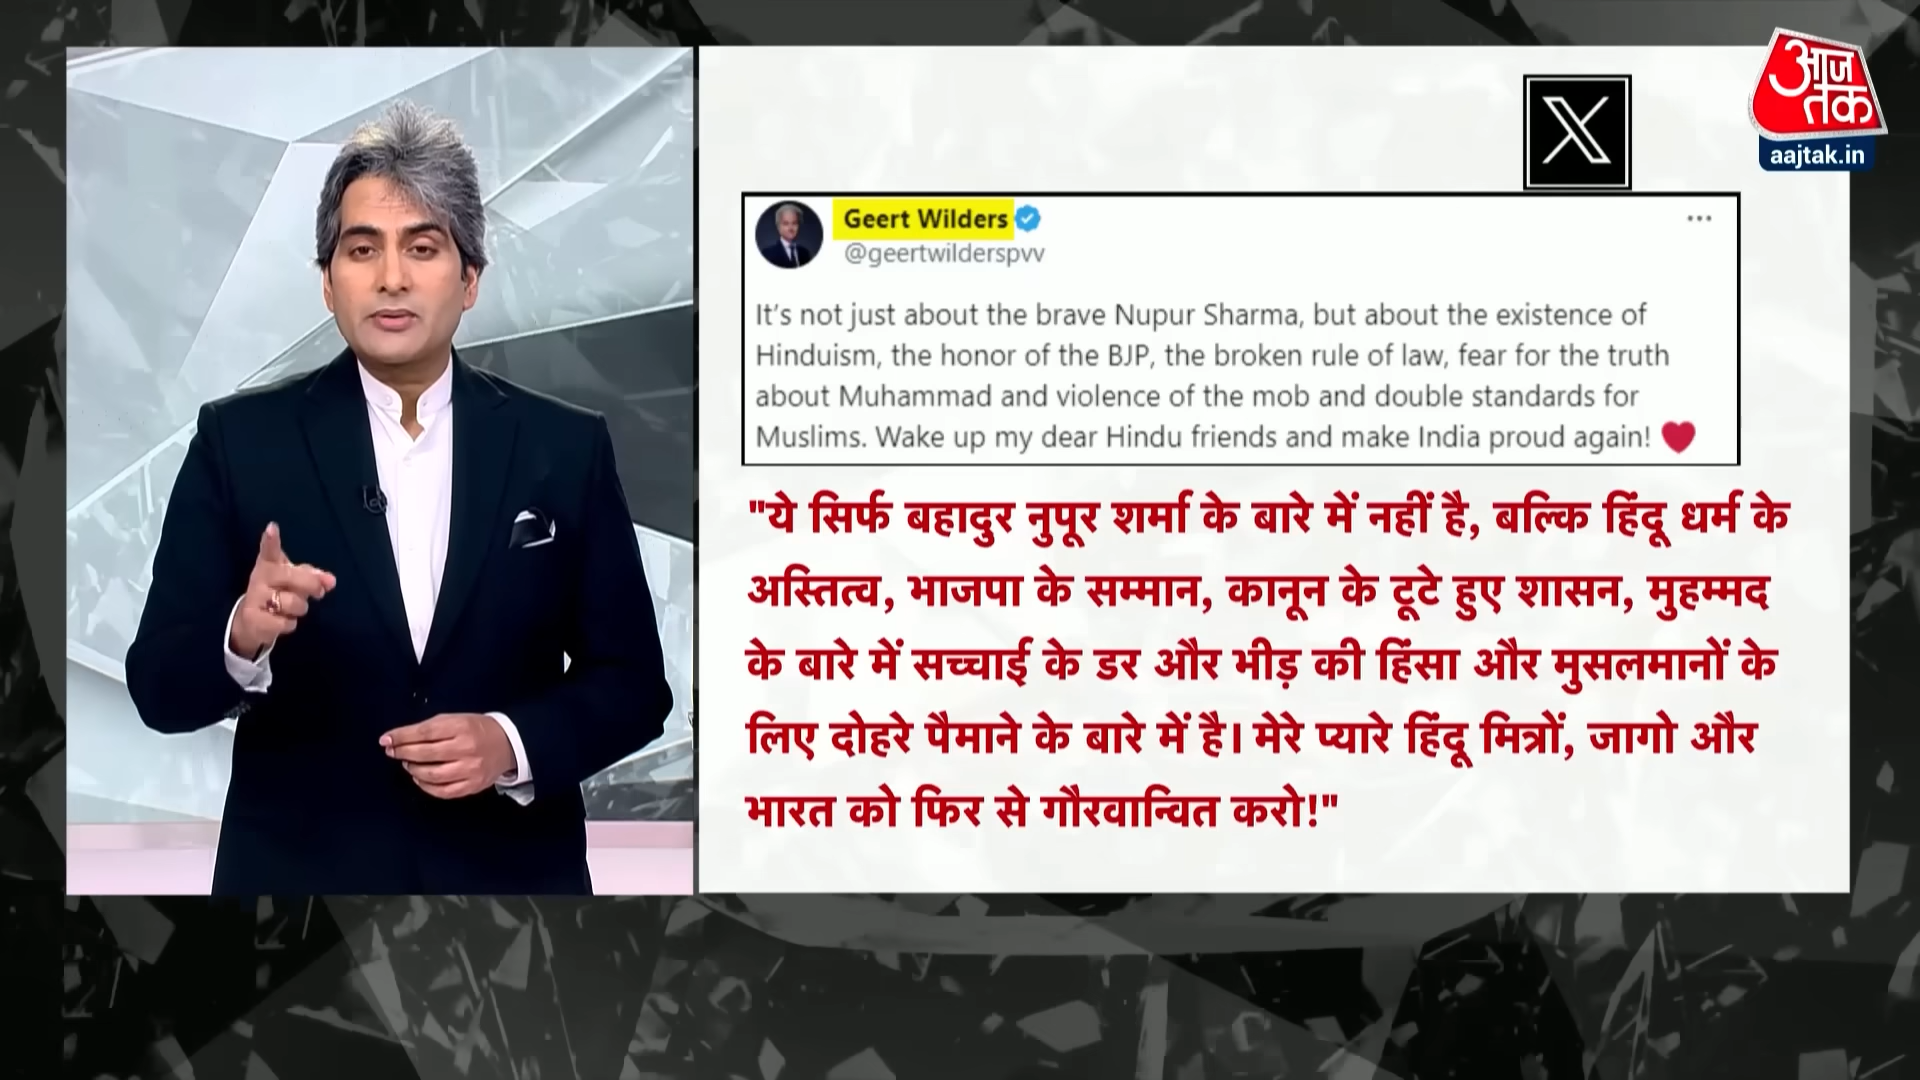 आज
तक
aajtak.in
X
Geert Wilders
@geertwilderspvv
It's not just about the brave Nupur Sharma, but about the existence of
Hinduism, the honor of the BJP, the broken rule of law, fear for the truth
about Muhammad and violence of the mob and double standards for
Muslims. Wake up my dear Hindu friends and make India proud again! ❤
"ये सिर्फ बहादुर नुपूर शर्मा के बारे में नहीं है, बल्कि हिंदू धर्म के
अस्तित्व, भाजपा के सम्मान, कानून के टूटे हुए शासन, मुहम्मद
के बारे में सच्चाई के डर और भीड़ की हिंसा और मुसलमानों के
लिए दोहरे पैमाने के बारे में है। मेरे प्यारे हिंदू मित्रों, जागो और
भारत को फिर से गौरवान्वित करो!"